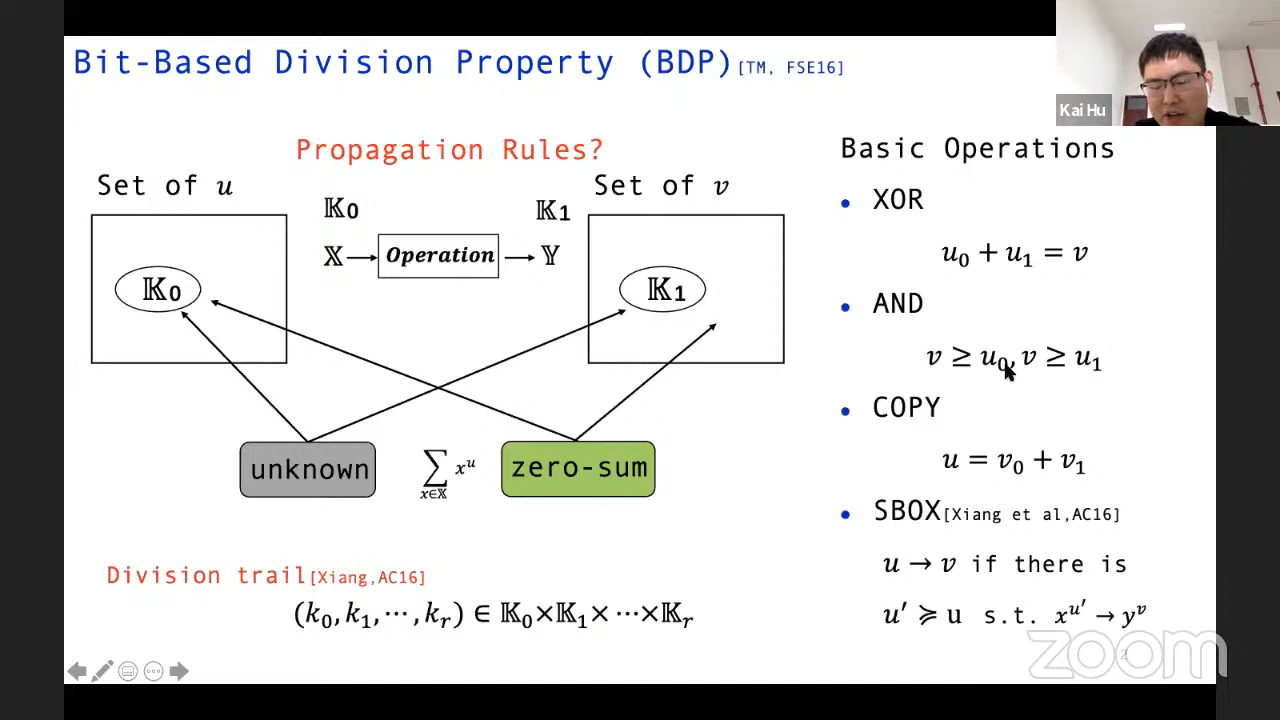 Bit-Based Division Property (BDP)[TM, FSE16]
Kai Hu
Propagation Rules?
Set of u
𝕂0
𝕂1
Set of v
𝕏
Operation
𝕐
𝕂0
𝕂1
unknown
∑ x∈𝕏 x^u
zero-sum
Division trail[Xiang,AC16]
(k₀, k₁, ⋯, kᵣ) ∈ 𝕂₀×𝕂₁× ⋯×𝕂ᵣ
Basic Operations
• XOR
u₀ + u₁ = v
• AND
v ≥ u₀, v ≥ u₁
• COPY
u = v₀ + v₁
• SBOX[Xiang et al,AC16]
u → v if there is
u′ ≽ u s.t. x^u′ → y^v
2
zoom